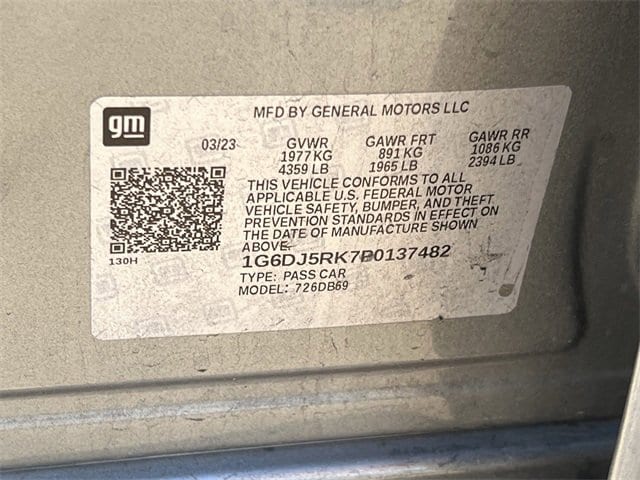 gm
MFD BY GENERAL MOTORS LLC
03/23 GVWR GAWR FRT GAWR RR
1977 KG 891 KG 1086 KG
4359 LB 1965 LB 2394 LB
THIS VEHICLE CONFORMS TO ALL
APPLICABLE U.S. FEDERAL MOTOR
VEHICLE SAFETY, BUMPER, AND THEFT
PREVENTION STANDARDS IN EFFECT ON
THE DATE OF MANUFACTURE SHOWN
ABOVE.
130H
1G6DJ5RK7P0137482
TYPE: PASS CAR
MODEL: 726DB69